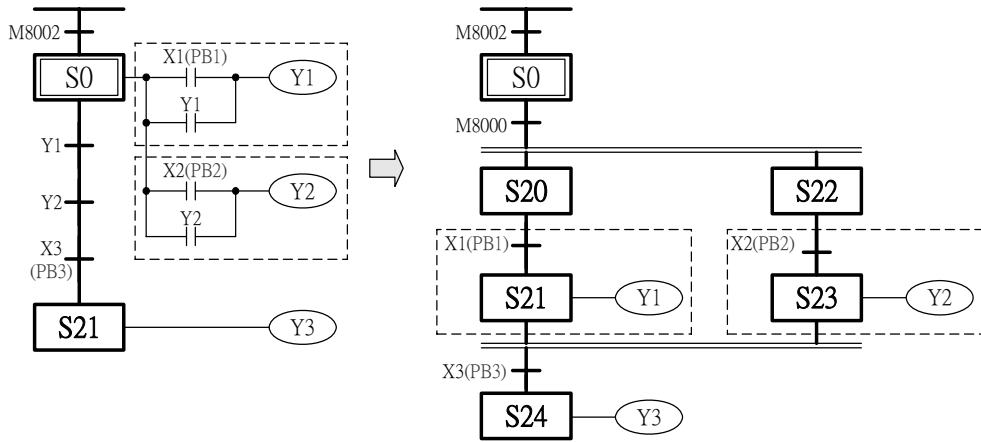 M8002
S0
X1(PB1)
Y1
Y1
Y1
X2(PB2)
Y2
Y2
Y2
X3
(PB3)
S21
Y3
M8002
S0
M8000
S20
S22
X1(PB1)
X2(PB2)
S21
Y1
S23
Y2
X3(PB3)
S24
Y3